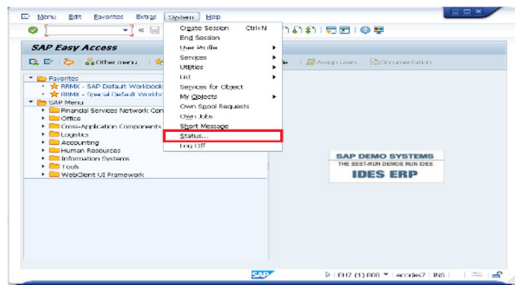 Menu Edit Favorites Extras System Help
SAP Easy Access
Other menu
Assign users
Documentation
Create Session Ctrl+N
End Session
User Profile
Services
Utilities
List
Services for Object
My Objects
Own Spool Requests
Own Jobs
Short Message
Status...
Log Off
Favorites
RRMX - SAP Default Workbook
RRMX - Special Default Workb
SAP Menu
Financial Services Network Con
Office
Cross-Application Components
Logistics
Accounting
Human Resources
Information Systems
Tools
WebClient UI Framework
SAP DEMO SYSTEMS
THE BEST-RUN DEMOS RUN IDES
IDES ERP
SAP
EH7 (1) 800
INS